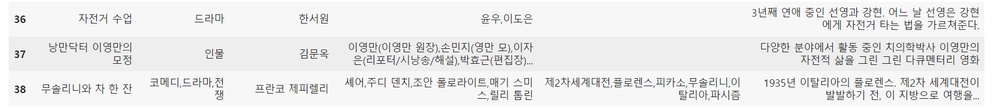 36 자전거 수업 드라마 한서원 윤우,이도은 3년째 연애 중인 선영과 강현. 어느 날 선영은 강현
에게 자전거 타는 법을 가르쳐준다.
37 낭만닥터 이영만의
모정 인물 김문옥 이영만(이영만 원장),손민지(영만 모),이자
은(리포터/시낭송/해설),박효근(편집장)... 다양한 분야에서 활동 중인 치의학박사 이영만의
자전적 삶을 그린 그린 다큐멘터리 영화
38 무솔리니와 차 한 잔 코메디,드라마,전
쟁 프란코 제피렐리 셰어,주디 덴치,조안 폴로라이트,매기 스미
스,릴리 톰린 제2차세계대전,플로렌스,피카소,무솔리니,이
탈리아,파시즘 1935년 이탈리아의 플로렌스. 제2차 세계대전이
발발하기 전, 이 지방으로 여행을...